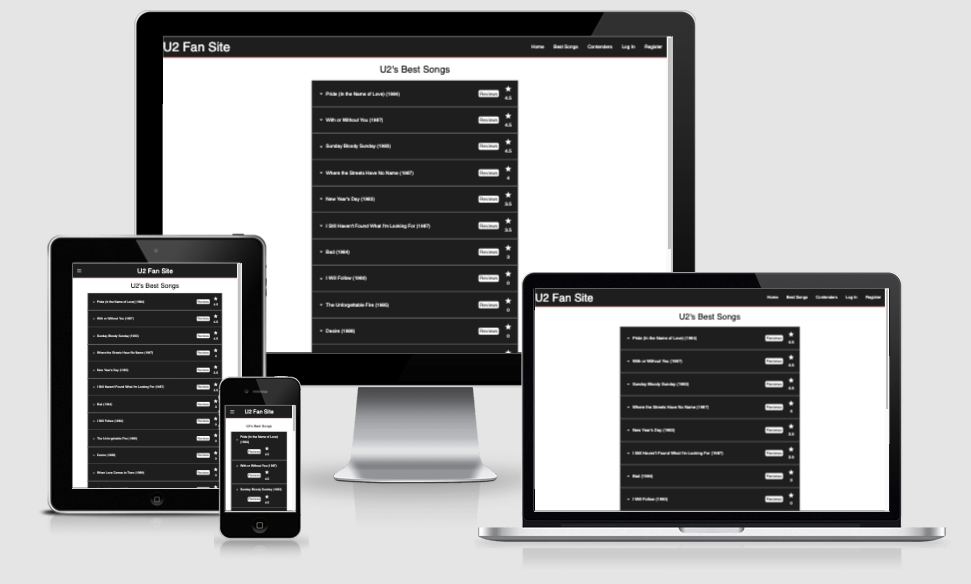 U2 Fan Site
Home Best Songs Contenders Log In Register
U2's Best Songs
Pride (In the Name of Love) (1984) Reviews 4.5
With or Without You (1987) Reviews 4.5
Sunday Bloody Sunday (1983) Reviews 4.5
Where the Streets Have No Name (1987) Reviews 4
New Year's Day (1983) Reviews 3.5
I Still Haven't Found What I'm Looking For (1987) Reviews 3.5
Bad (1984) Reviews 3
I Will Follow (1980) Reviews 0
The Unforgettable Fire (1985) Reviews 0
Desire (1988) Reviews 0
U2 Fan Site
U2's Best Songs
Pride (In the Name of Love) (1984) Reviews 4.5
With or Without You (1987) Reviews 4.5
Sunday Bloody Sunday (1983) Reviews 4.5
Where the Streets Have No Name (1987) Reviews 4
New Year's Day (1983) Reviews 3.5
I Still Haven't Found What I'm Looking For (1987) Reviews 3.5
Bad (1984) Reviews 3
I Will Follow (1980) Reviews 0
The Unforgettable Fire (1985) Reviews 0
Desire (1988) Reviews 0
When Love Comes to Town (1989) Reviews 0
U2 Fan Site
U2's Best Songs
Pride (In the Name of Love)
(1984)
Reviews 4.5
With or Without You (1987)
Reviews 4.5
Sunday Bloody Sunday (1983)
Reviews 4.5
U2 Fan Site
Home Best Songs Contenders Log In Register
U2's Best Songs
Pride (In the Name of Love) (1984) Reviews 4.5
With or Without You (1987) Reviews 4.5
Sunday Bloody Sunday (1983) Reviews 4.5
Where the Streets Have No Name (1987) Reviews 4
New Year's Day (1983) Reviews 3.5
I Still Haven't Found What I'm Looking For (1987) Reviews 3.5
Bad (1984) Reviews 3
I Will Follow (1980) Reviews 0